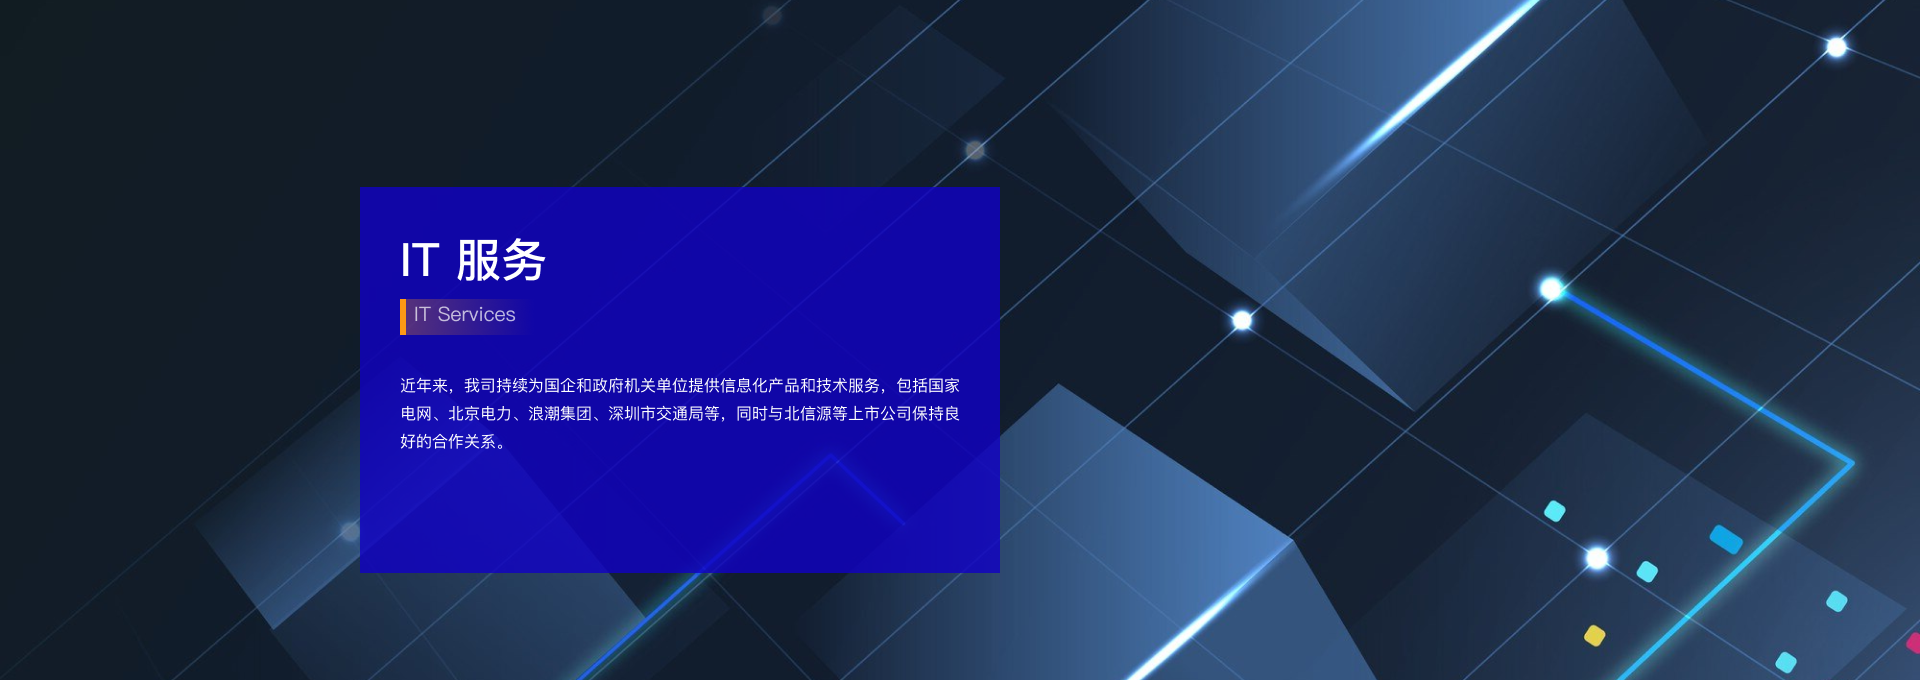 IT 服务
IT Services
近年来，我司持续为国企和政府机关单位提供信息化产品和技术服务，包括国家
电网、北京电力、浪潮集团、深圳市交通局等，同时与北信源等上市公司保持良
好的合作关系。